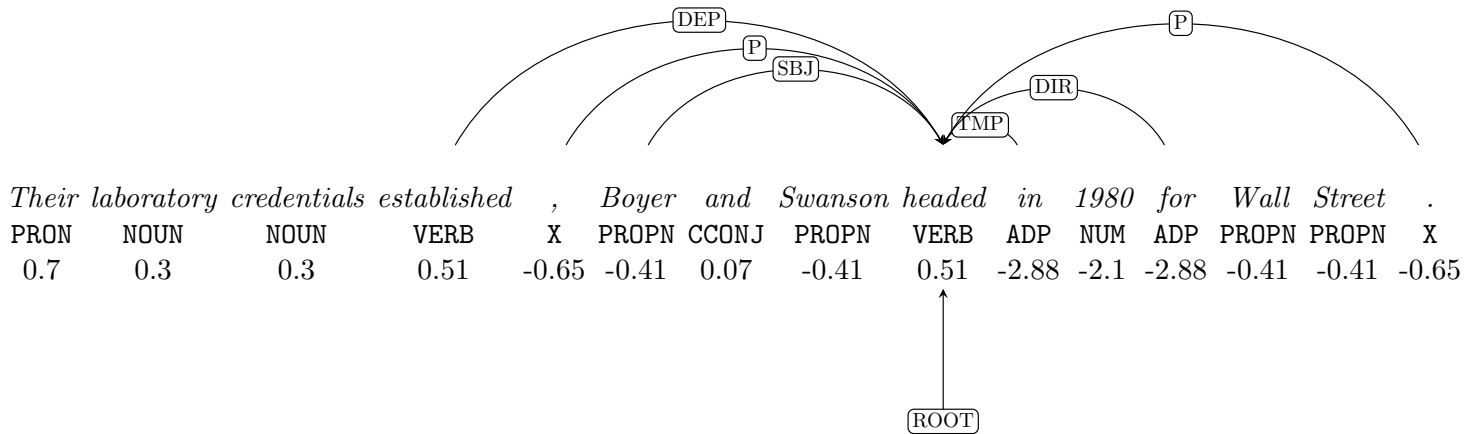 DEP
P
P
SBJ
DIR
TMP
Their laboratory credentials established , Boyer and Swanson headed in 1980 for Wall Street .
PRON NOUN NOUN VERB X PROPN CCONJ PROPN VERB ADP NUM ADP PROPN PROPN X
0.7 0.3 0.3 0.51 -0.65 -0.41 0.07 -0.41 0.51 -2.88 -2.1 -2.88 -0.41 -0.41 -0.65
ROOT